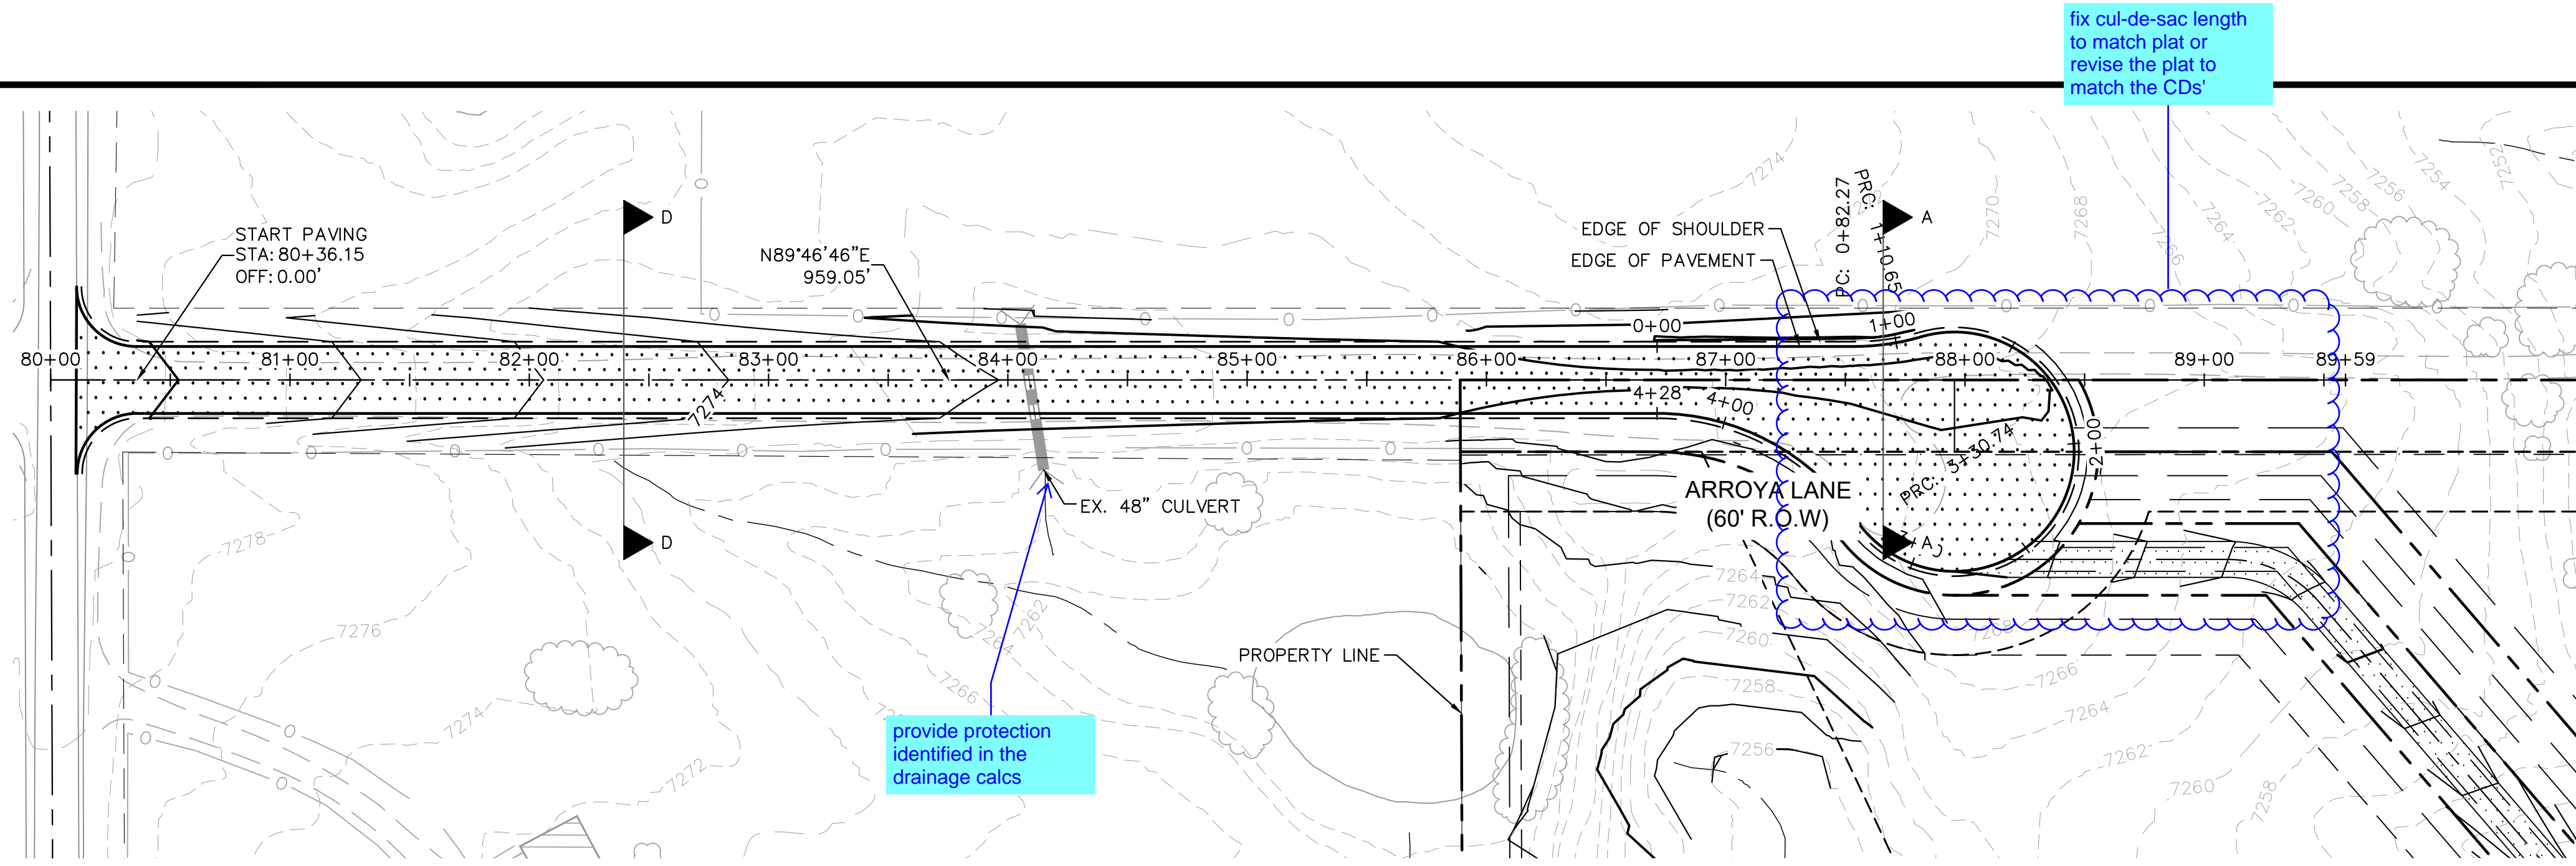 fix cul-de-sac length
to match plat or
revise the plat to
match the CDs'
START PAVING
STA: 80+36.15
OFF: 0.00'
D
N89°46'46"E
959.05'
EDGE OF SHOULDER
EDGE OF PAVEMENT
PC: 0+82.27
PRC: 1+10.65
A
7274
7270
7268
7266
7264
7262
7260
7258
7256
7254
7252
0+00
1+00
80+00
81+00
82+00
83+00
84+00
85+00
86+00
87+00
88+00
89+00
89+59
7274
4+28
4+00
2+00
PRC: 3+30.74
ARROYA LANE
(60' R.O.W)
EX. 48" CULVERT
D
A
7278
7276
7274
7272
7264
7262
7266
7264
7262
7260
7258
7256
7268
7266
7264
7262
7260
7258
PROPERTY LINE
provide protection
identified in the
drainage calcs